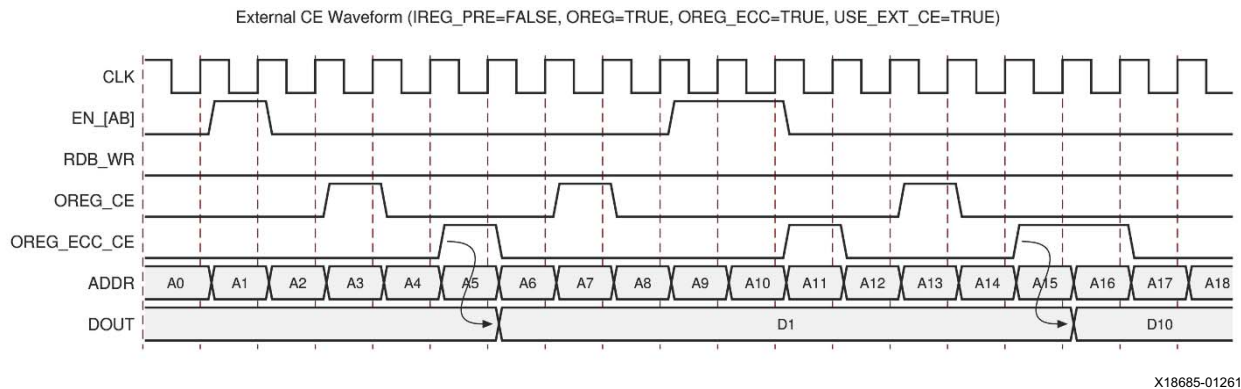 External CE Waveform (IREG_PRE=FALSE, OREG=TRUE, OREG_ECC=TRUE, USE_EXT_CE=TRUE)
CLK
EN_[AB]
RDB_WR
OREG_CE
OREG_ECC_CE
ADDR A0 A1 A2 A3 A4 A5 A6 A7 A8 A9 A10 A11 A12 A13 A14 A15 A16 A17 A18
DOUT D1 D10
X18685-01261